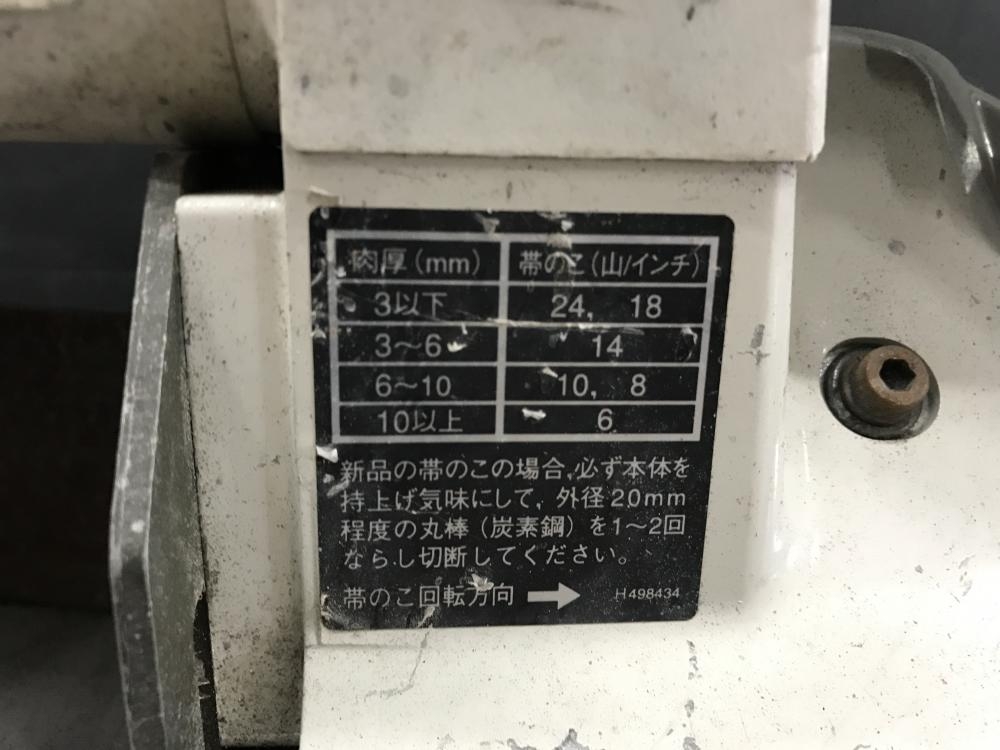 肉厚(mm) 帯のこ(山/インチ)
3以下 24, 18
3～6 14
6～10 10, 8
10以上 6
新品の帯のこの場合,必ず本体を
持上げ気味にして,外径20mm
程度の丸棒(炭素鋼)を1～2回
ならし切断してください。
帯のこ回転方向 → H498434